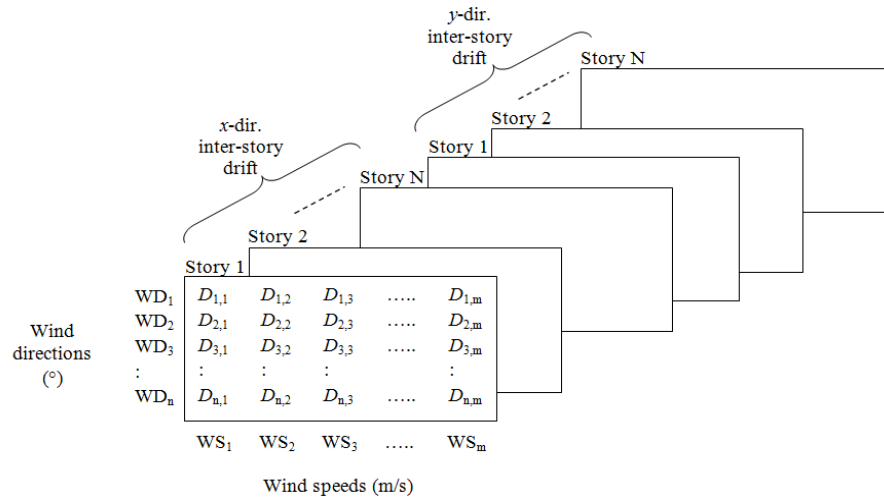 y-dir.
inter-story
drift
Story N
Story 2
x-dir.
inter-story
drift
Story 1
Story N
Story 2
Story 1
WD₁ D₁,₁ D₁,₂ D₁,₃ ..... D₁,ₘ
WD₂ D₂,₁ D₂,₂ D₂,₃ ..... D₂,ₘ
WD₃ D₃,₁ D₃,₂ D₃,₃ ..... D₃,ₘ
: : : : :
WDₙ Dₙ,₁ Dₙ,₂ Dₙ,₃ ..... Dₙ,ₘ
Wind
directions
(°)
WS₁ WS₂ WS₃ ..... WSₘ
Wind speeds (m/s)